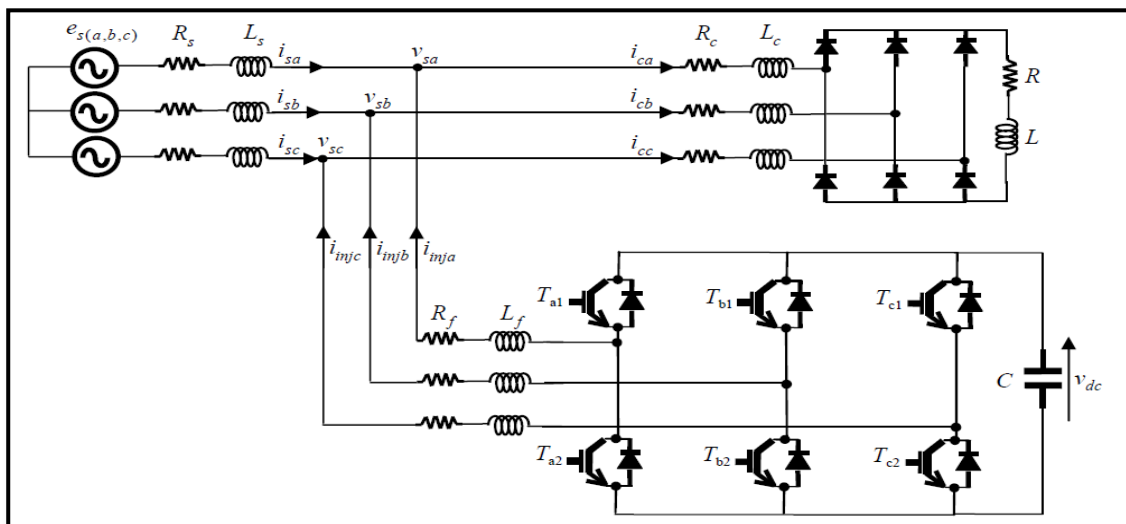 e_{s(a,b,c)} R_s L_s i_{sa} v_{sa} i_{ca} R_c L_c
R
i_{sb} v_{sb} i_{cb}
i_{sc} v_{sc} i_{cc} L
i_{injc} i_{injb} i_{inja}
T_{a1} T_{b1} T_{c1}
R_f L_f
C v_{dc}
T_{a2} T_{b2} T_{c2}